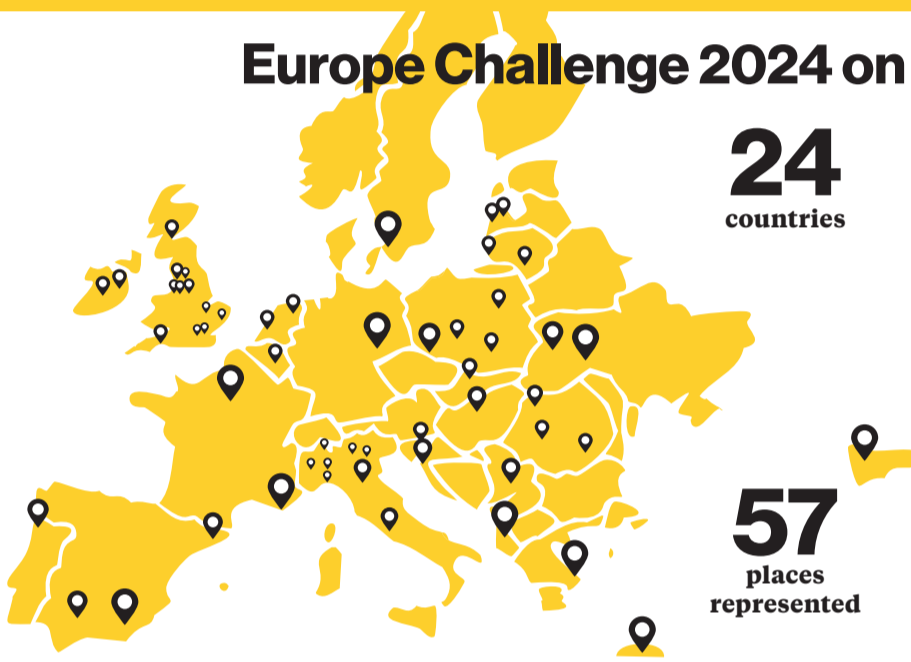 Europe Challenge 2024 on
24
countries
57
places
represented